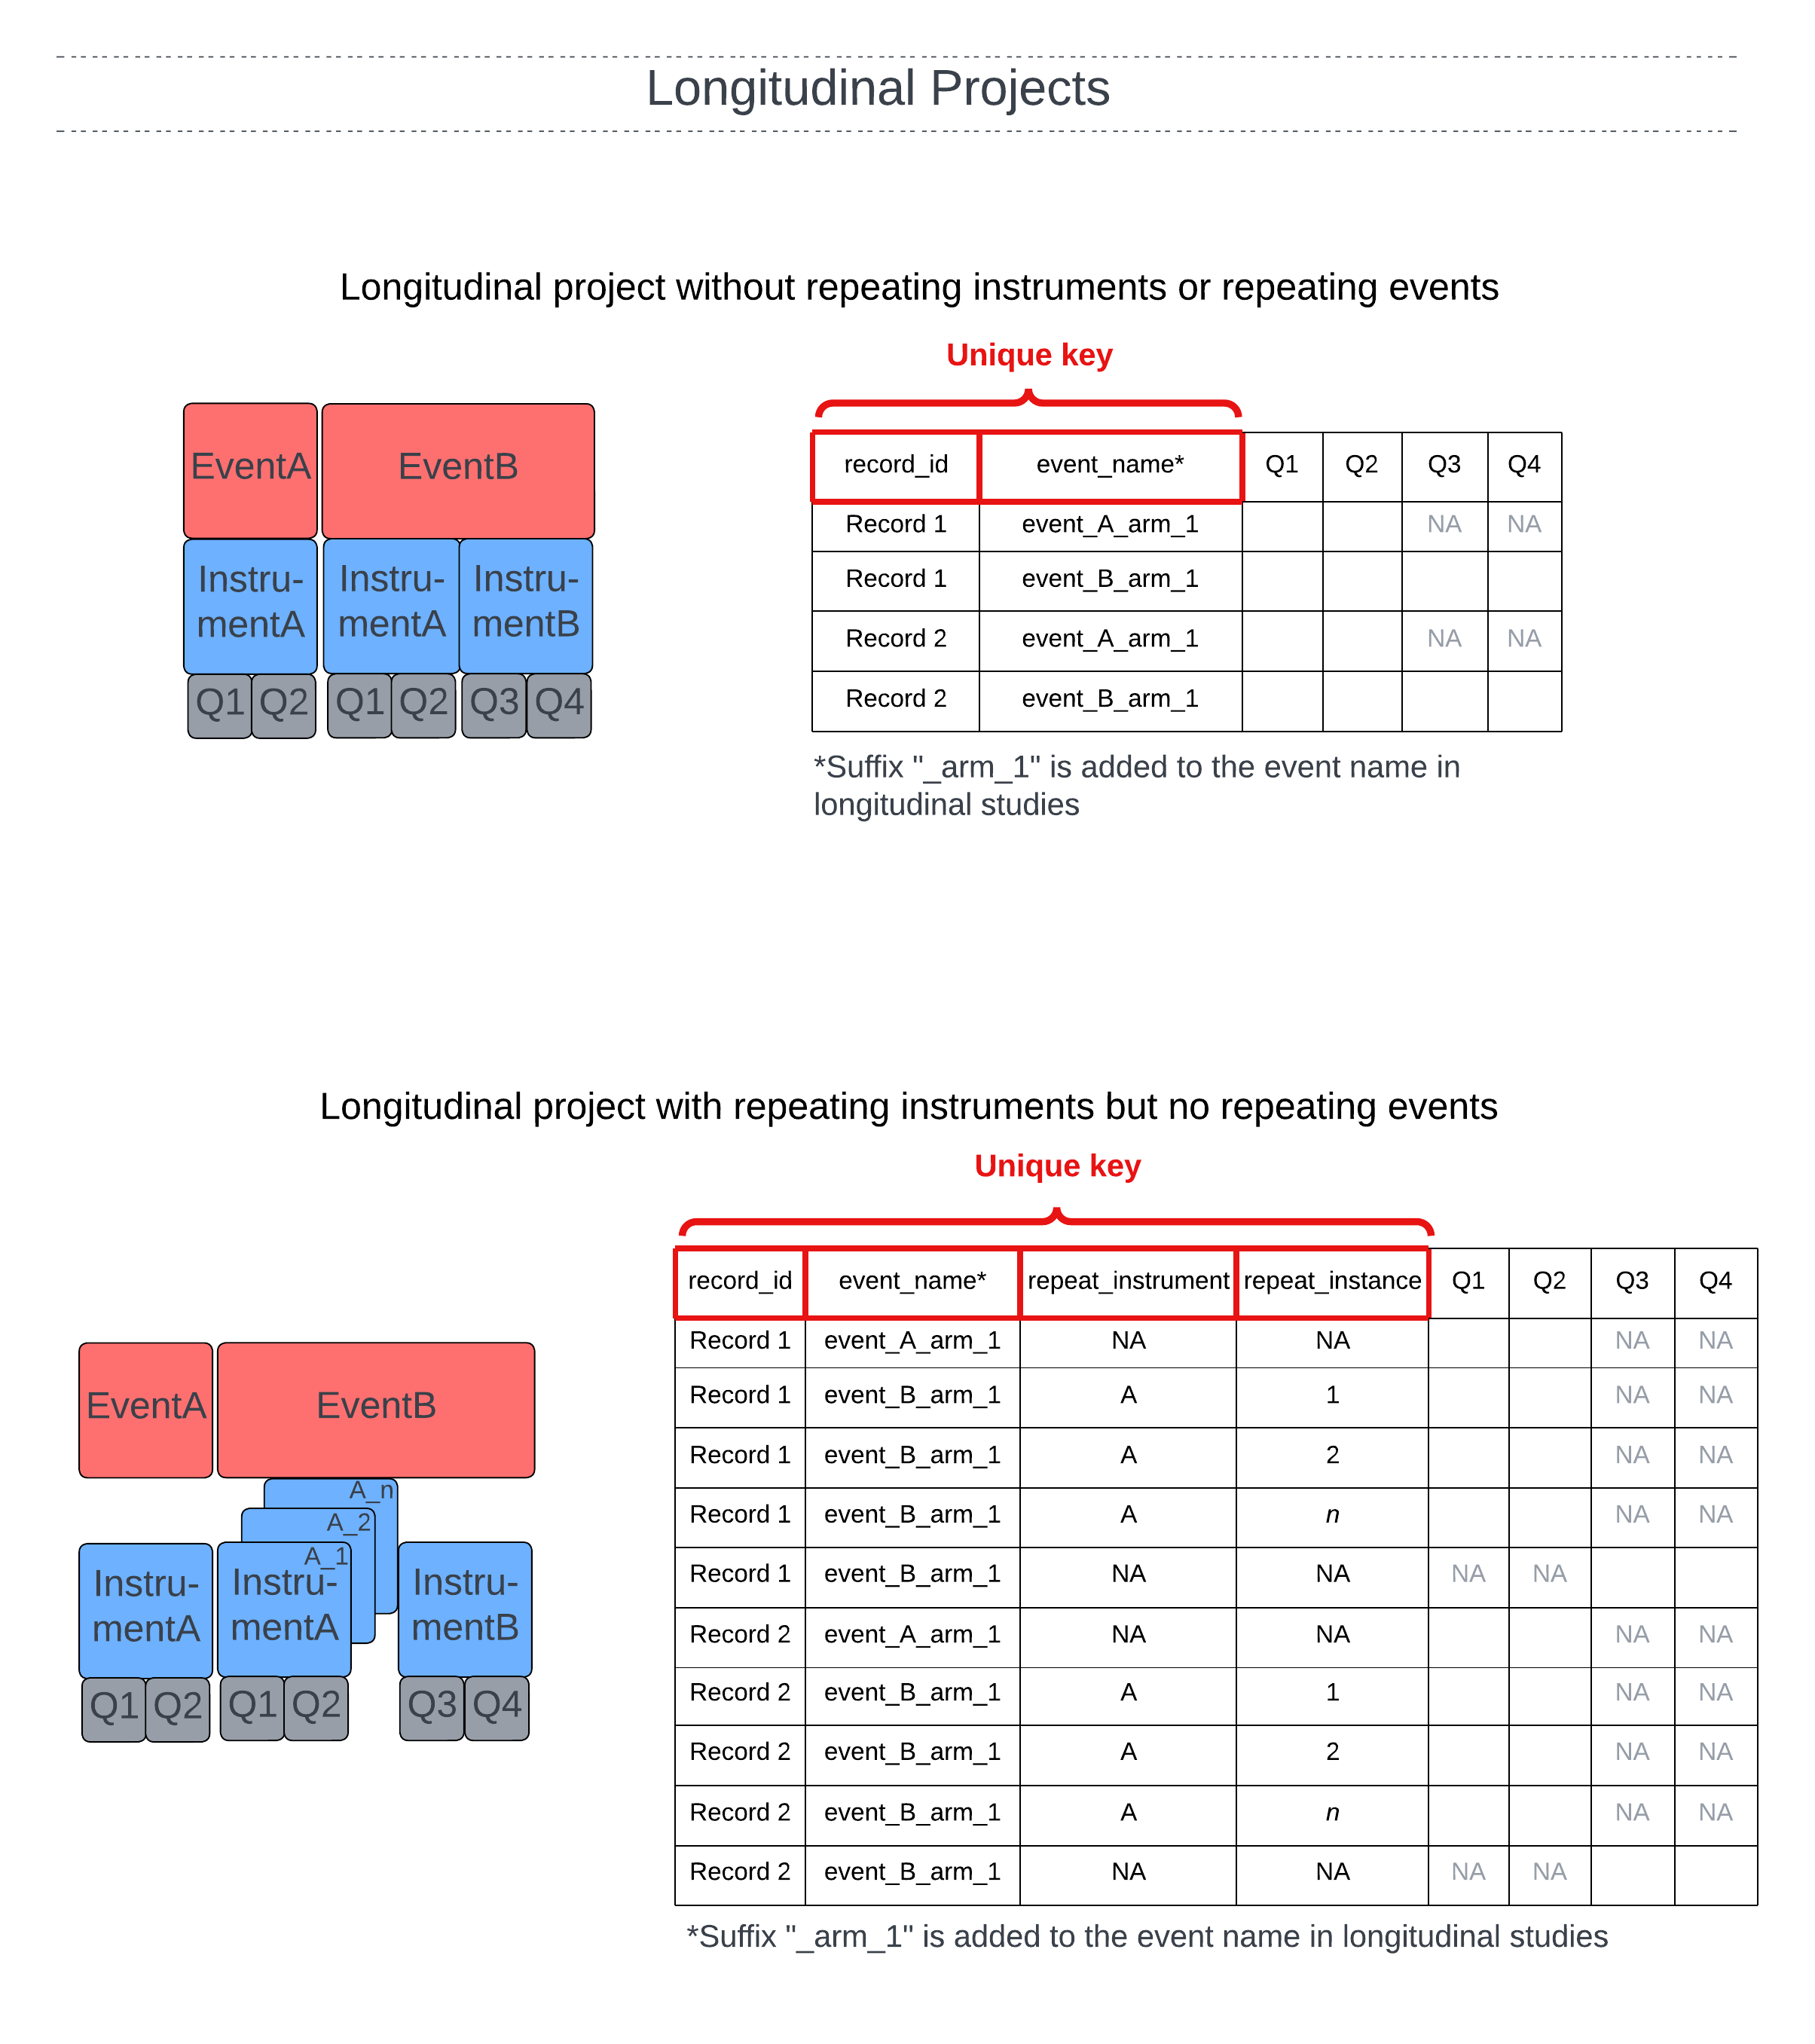 Longitudinal Projects
Longitudinal project without repeating instruments or repeating events
Unique key
EventA EventB
Instru-
mentA
Instru-
mentA
Instru-
mentB
Q1 Q2 Q1 Q2 Q3 Q4
record_id event_name* Q1 Q2 Q3 Q4
Record 1 event_A_arm_1 NA NA
Record 1 event_B_arm_1
Record 2 event_A_arm_1 NA NA
Record 2 event_B_arm_1
*Suffix "_arm_1" is added to the event name in
longitudinal studies
Longitudinal project with repeating instruments but no repeating events
Unique key
EventA EventB
A_n
A_2
A_1
Instru-
mentA
Instru-
mentA
Instru-
mentB
Q1 Q2 Q1 Q2 Q3 Q4
record_id event_name* repeat_instrument repeat_instance Q1 Q2 Q3 Q4
Record 1 event_A_arm_1 NA NA NA NA
Record 1 event_B_arm_1 A 1 NA NA
Record 1 event_B_arm_1 A 2 NA NA
Record 1 event_B_arm_1 A n NA NA
Record 1 event_B_arm_1 NA NA NA NA
Record 2 event_A_arm_1 NA NA NA NA
Record 2 event_B_arm_1 A 1 NA NA
Record 2 event_B_arm_1 A 2 NA NA
Record 2 event_B_arm_1 A n NA NA
Record 2 event_B_arm_1 NA NA NA NA
*Suffix "_arm_1" is added to the event name in longitudinal studies